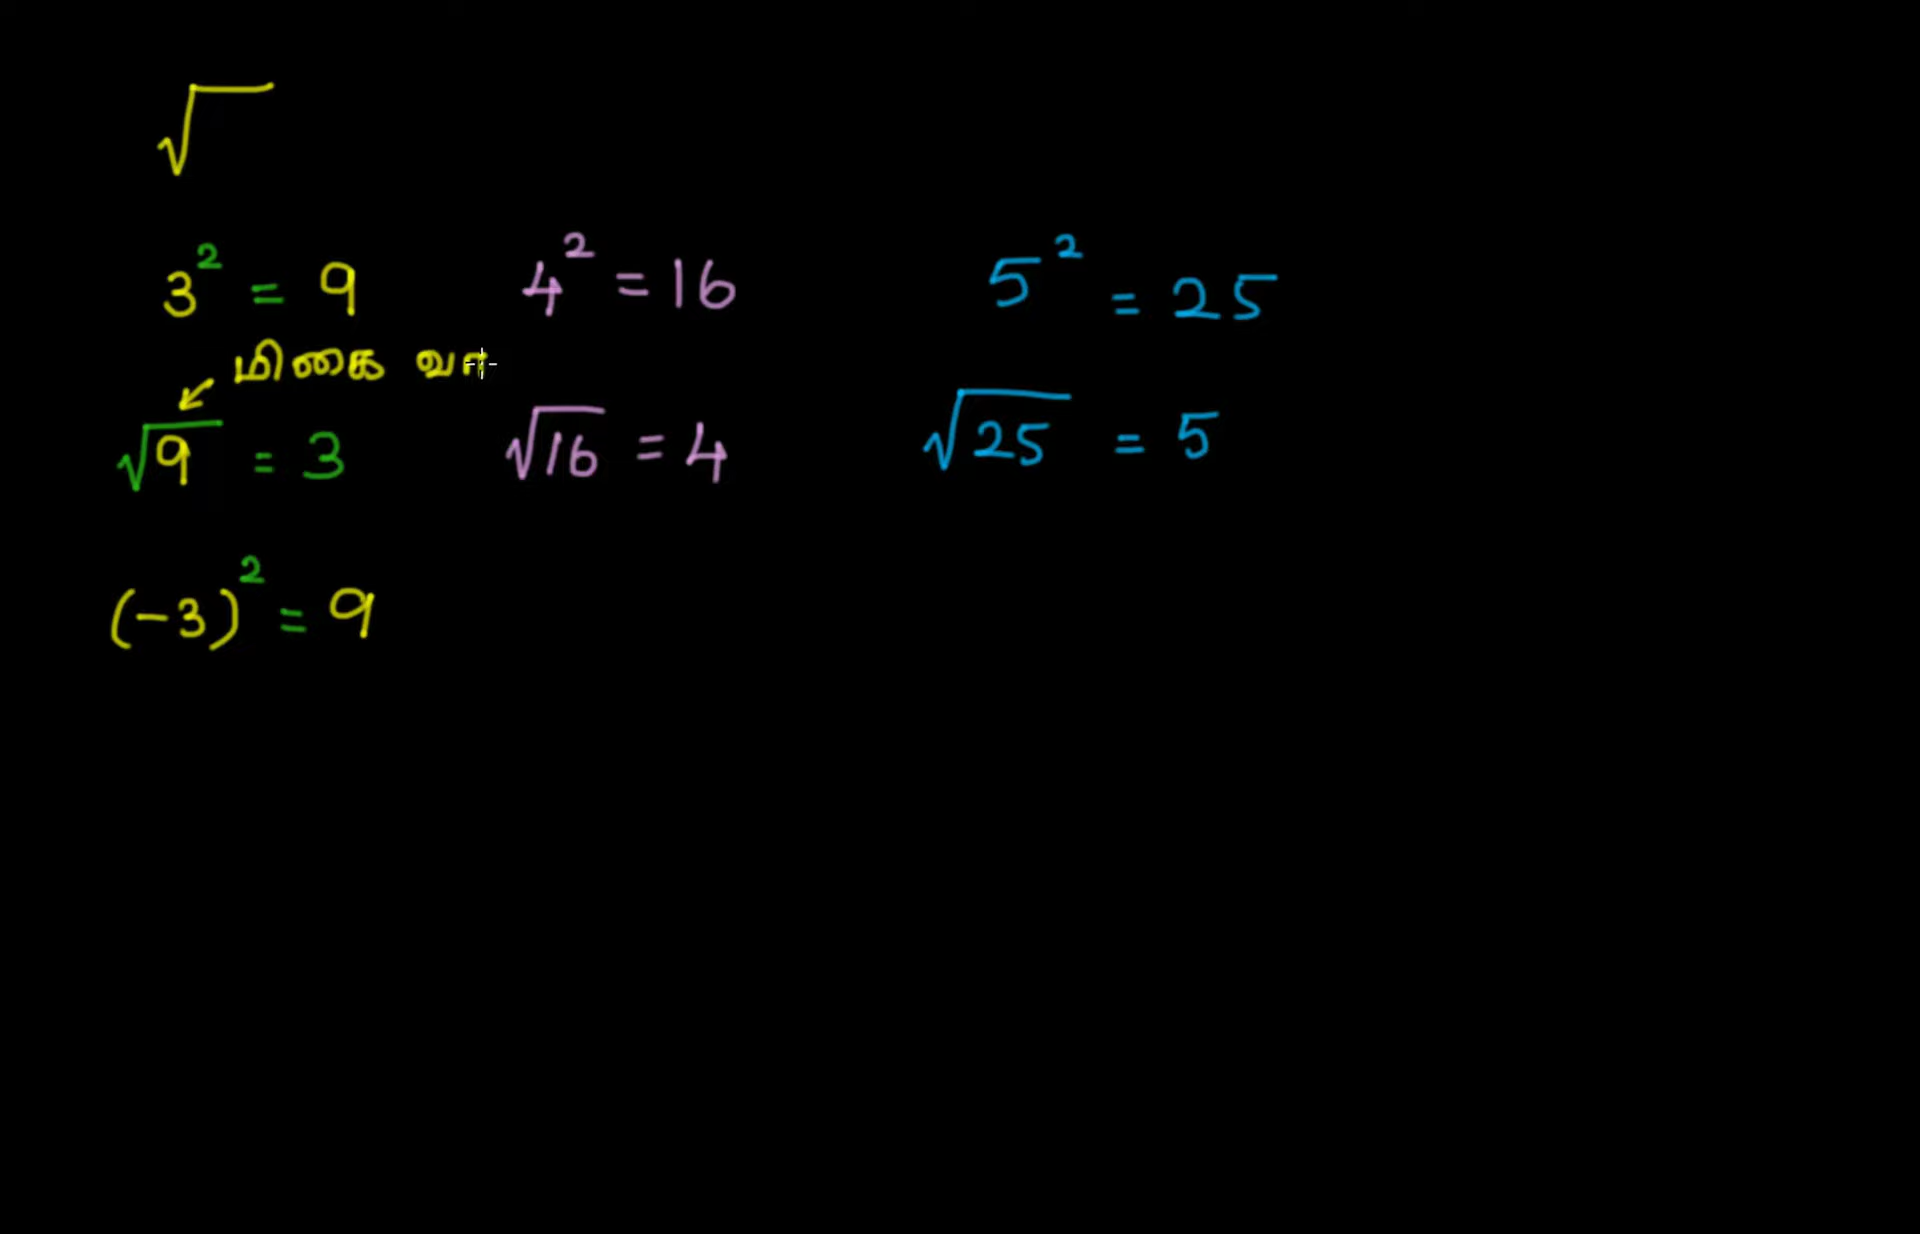 √
3² = 9 4² = 16 5² = 25
மிகை வா
√9 = 3 √16 = 4 √25 = 5
(-3)² = 9